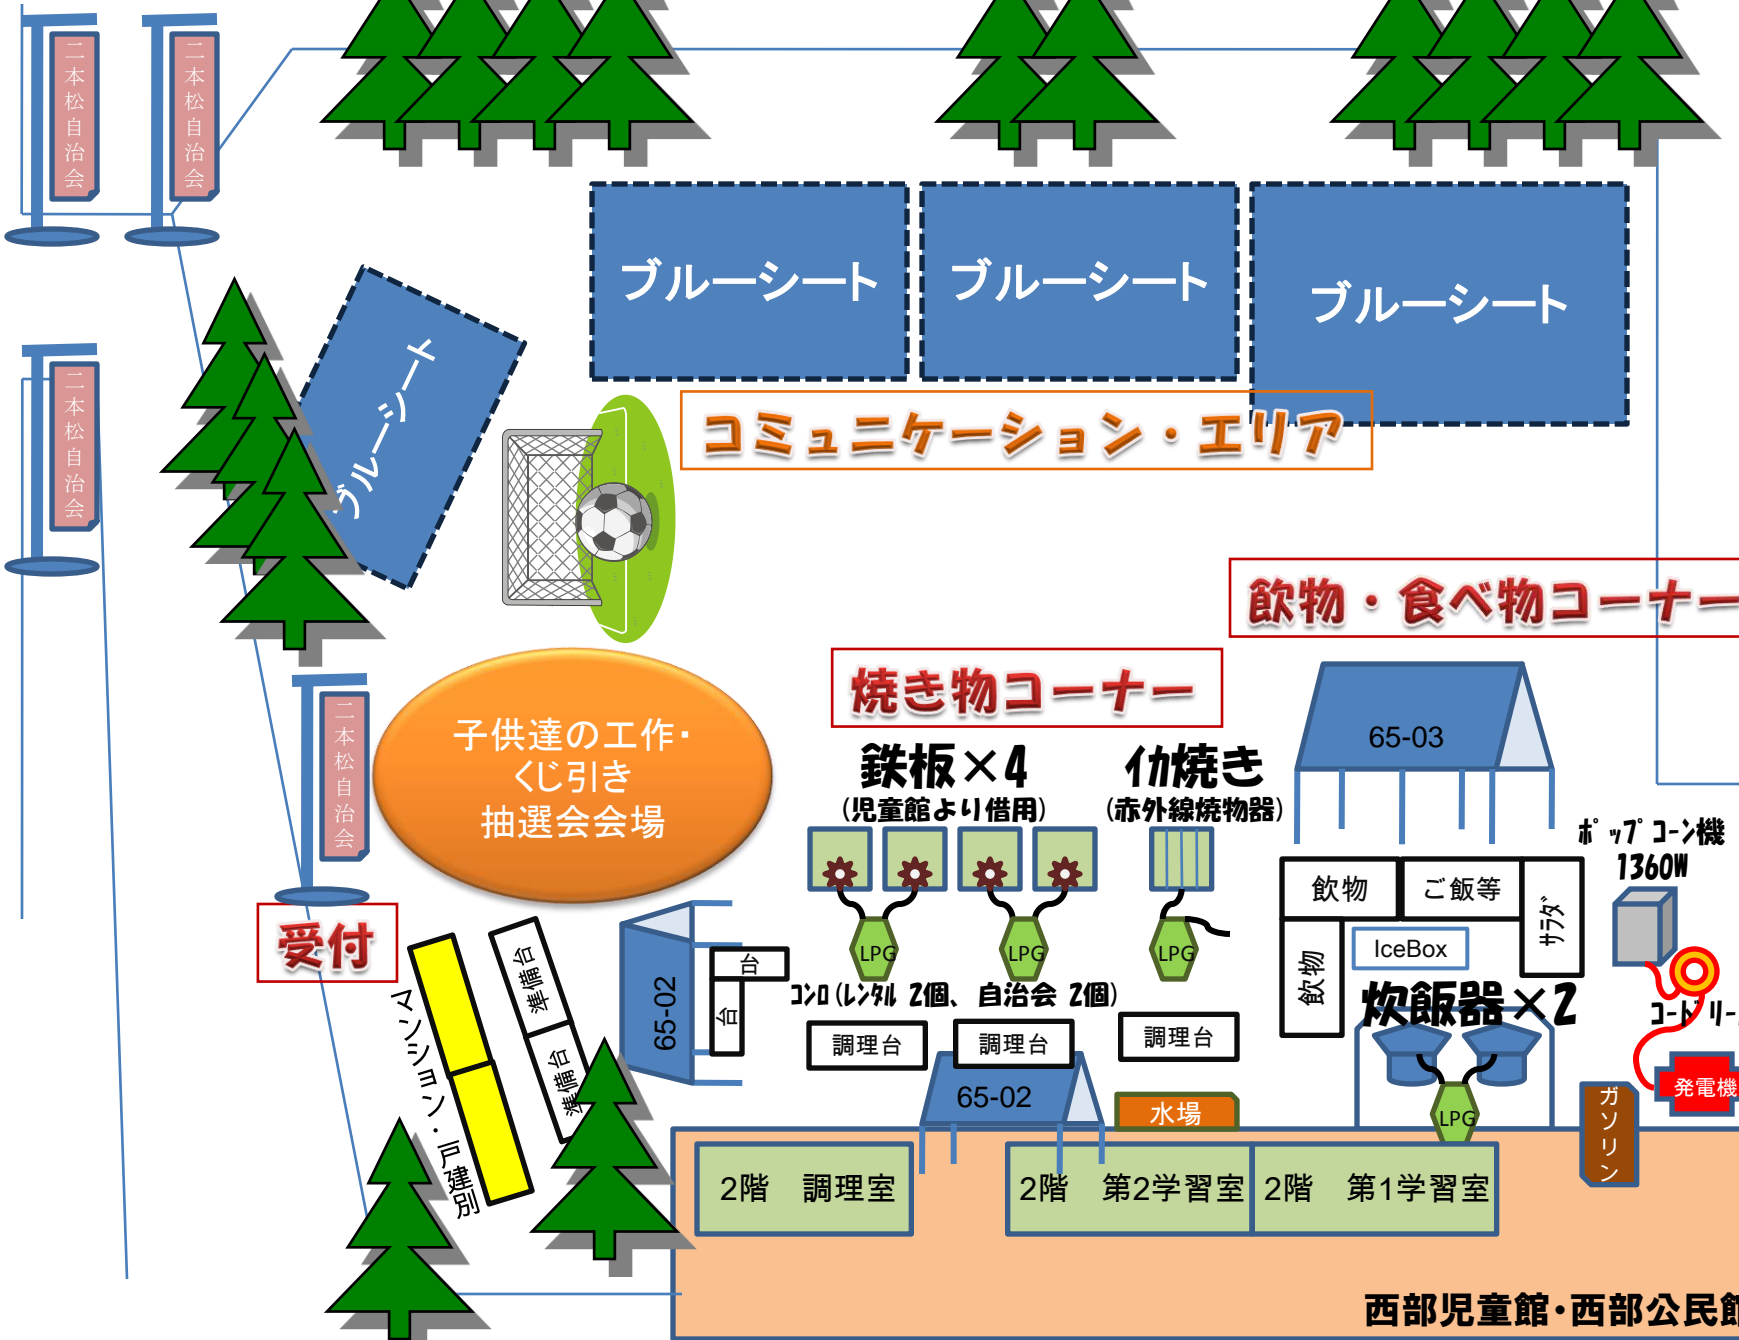 二本松自治会
二本松自治会
ブルーシート
ブルーシート
ブルーシート
二本松自治会
ブルーシート
コミュニケーション・エリア
飲物・食べ物コーナー
焼き物コーナー
二本松自治会
子供達の工作・
くじ引き
抽選会会場
鉄板×4
(児童館より借用)
イカ焼き
(赤外線焼物器)
65-03
ポップコーン機
1360W
飲物
ご飯等
サラダ
受付
LPG
LPG
LPG
IceBox
飲物
準備台
準備台
台
台
65-02
コンロ(レンタル 2個、自治会 2個)
炊飯器×2
マンション・戸建別
調理台
調理台
調理台
65-02
水場
LPG
ガソリン
発電機
2階 調理室
2階 第2学習室
2階 第1学習室
西部児童館・西部公民館